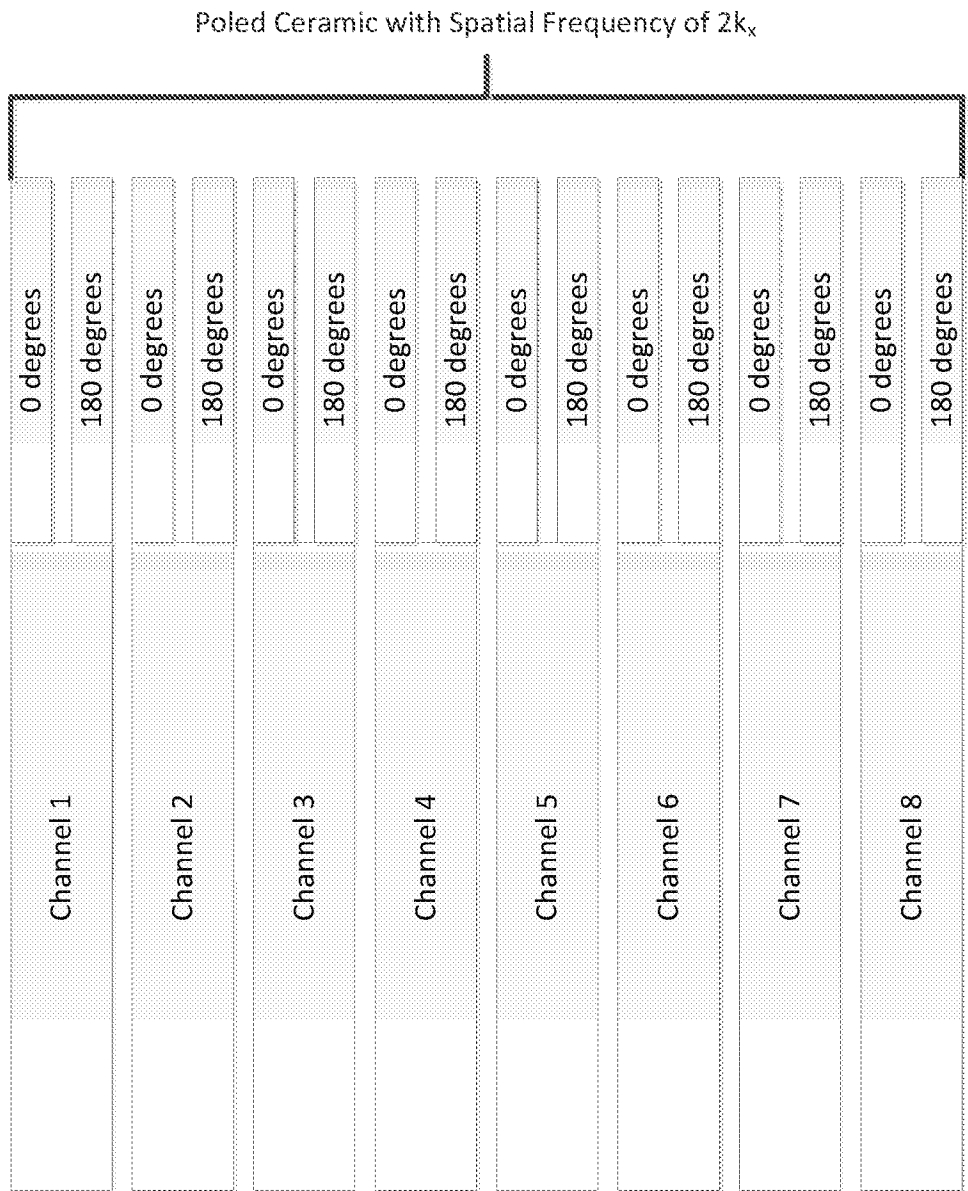 Poled Ceramic with Spatial Frequency of 2kₓ
0 degrees
180 degrees
0 degrees
180 degrees
0 degrees
180 degrees
0 degrees
180 degrees
0 degrees
180 degrees
0 degrees
180 degrees
0 degrees
180 degrees
0 degrees
180 degrees
Channel 1
Channel 2
Channel 3
Channel 4
Channel 5
Channel 6
Channel 7
Channel 8